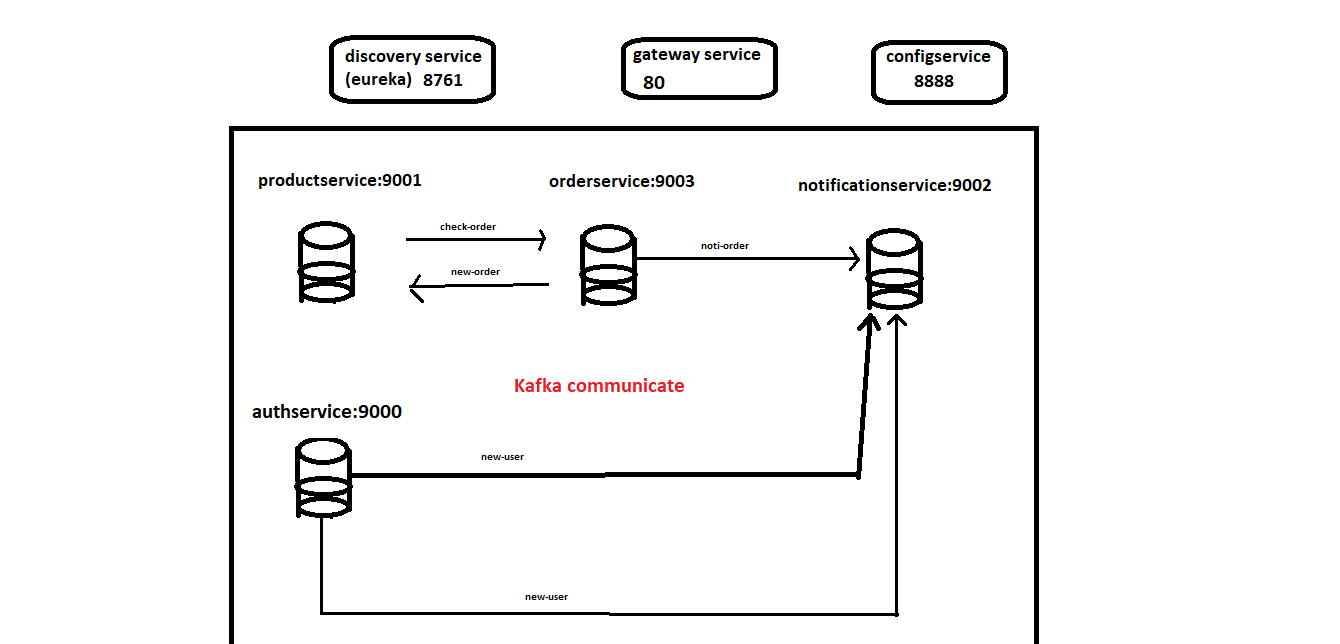 discovery service
(eureka) 8761
gateway service
80
configservice
8888
productservice:9001
orderservice:9003
notificationservice:9002
check-order
noti-order
new-order
Kafka communicate
authservice:9000
new-user
new-user